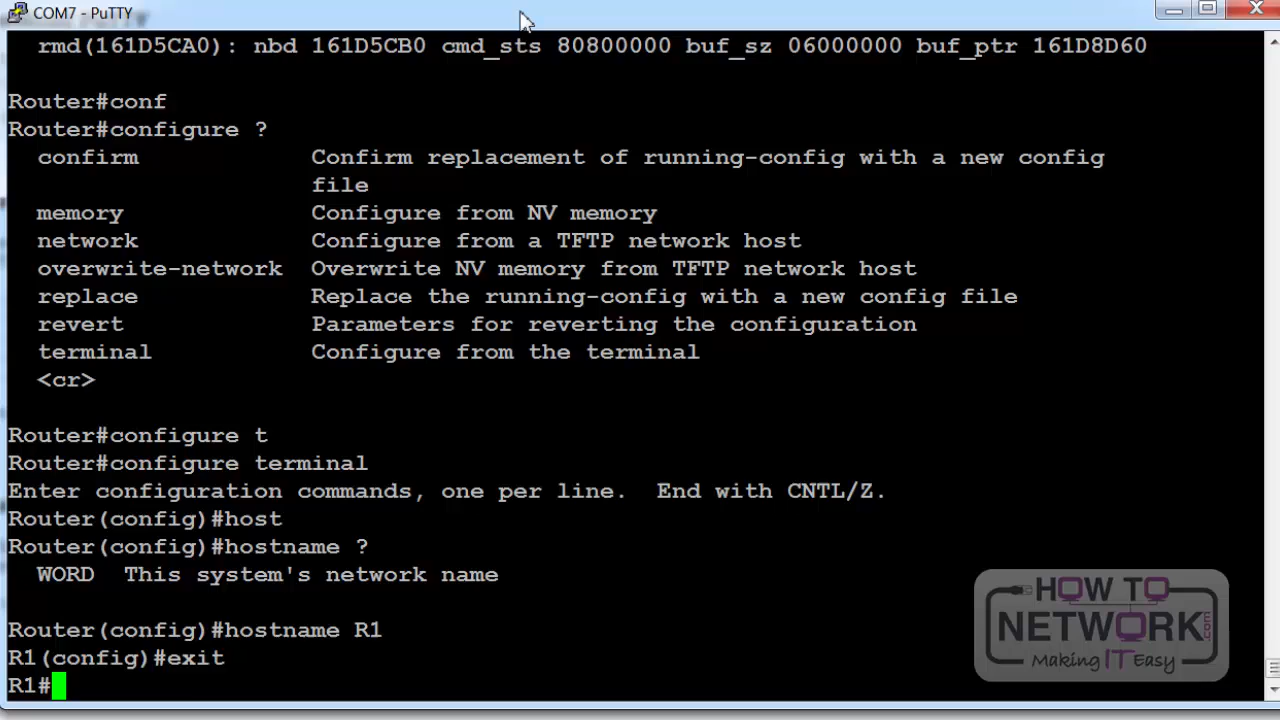 COM7 - PuTTY
rmd(161D5CA0): nbd 161D5CB0 cmd_sts 80800000 buf_sz 06000000 buf_ptr 161D8D60
Router#conf
Router#configure ?
confirm Confirm replacement of running-config with a new config
file
memory Configure from NV memory
network Configure from a TFTP network host
overwrite-network Overwrite NV memory from TFTP network host
replace Replace the running-config with a new config file
revert Parameters for reverting the configuration
terminal Configure from the terminal
<cr>
Router#configure t
Router#configure terminal
Enter configuration commands, one per line. End with CNTL/Z.
Router(config)#host
Router(config)#hostname ?
WORD This system's network name
Router(config)#hostname R1
R1(config)#exit
R1#
HOW TO
NETWORK.com
Making IT Easy